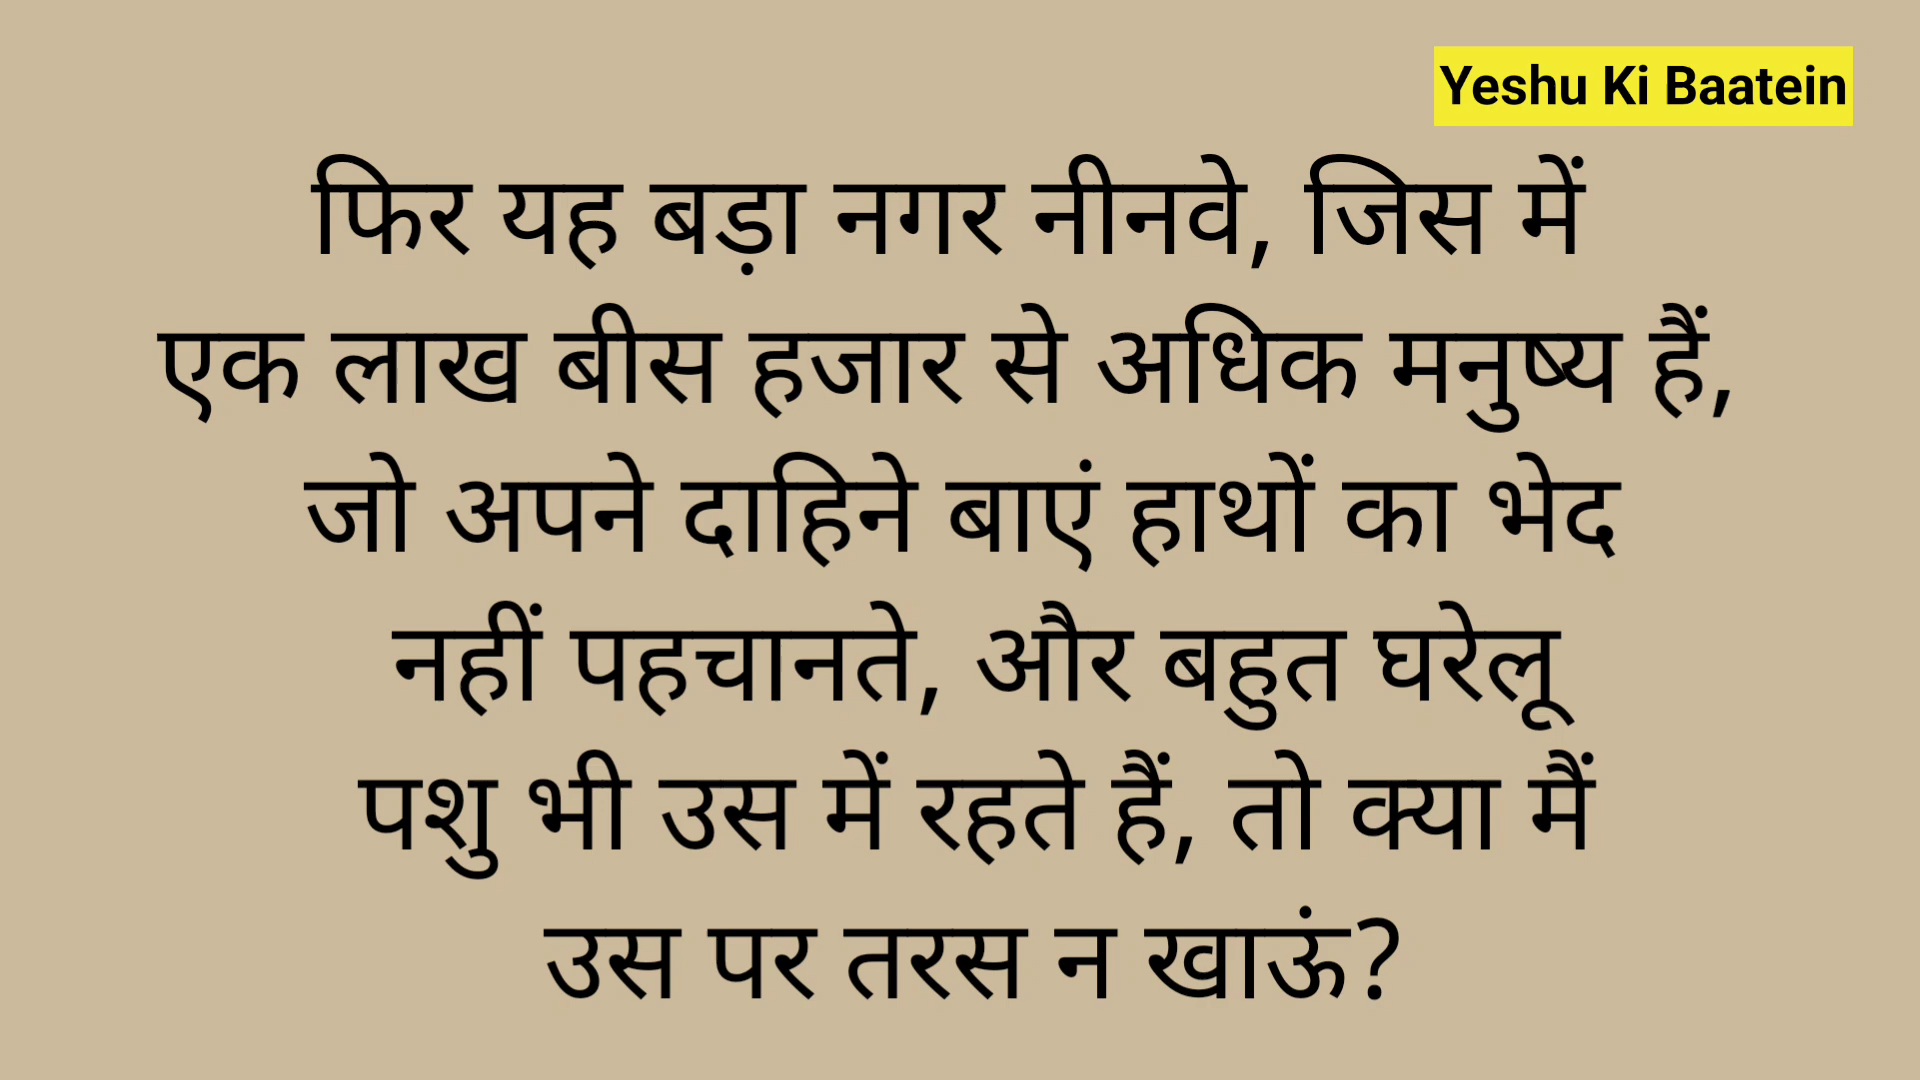 Yeshu Ki Baatein
फिर यह बड़ा नगर नीनवे, जिस में
एक लाख बीस हजार से अधिक मनुष्य हैं,
जो अपने दाहिने बाएं हाथों का भेद
नहीं पहचानते, और बहुत घरेलू
पशु भी उस में रहते हैं, तो क्या मैं
उस पर तरस न खाऊं?